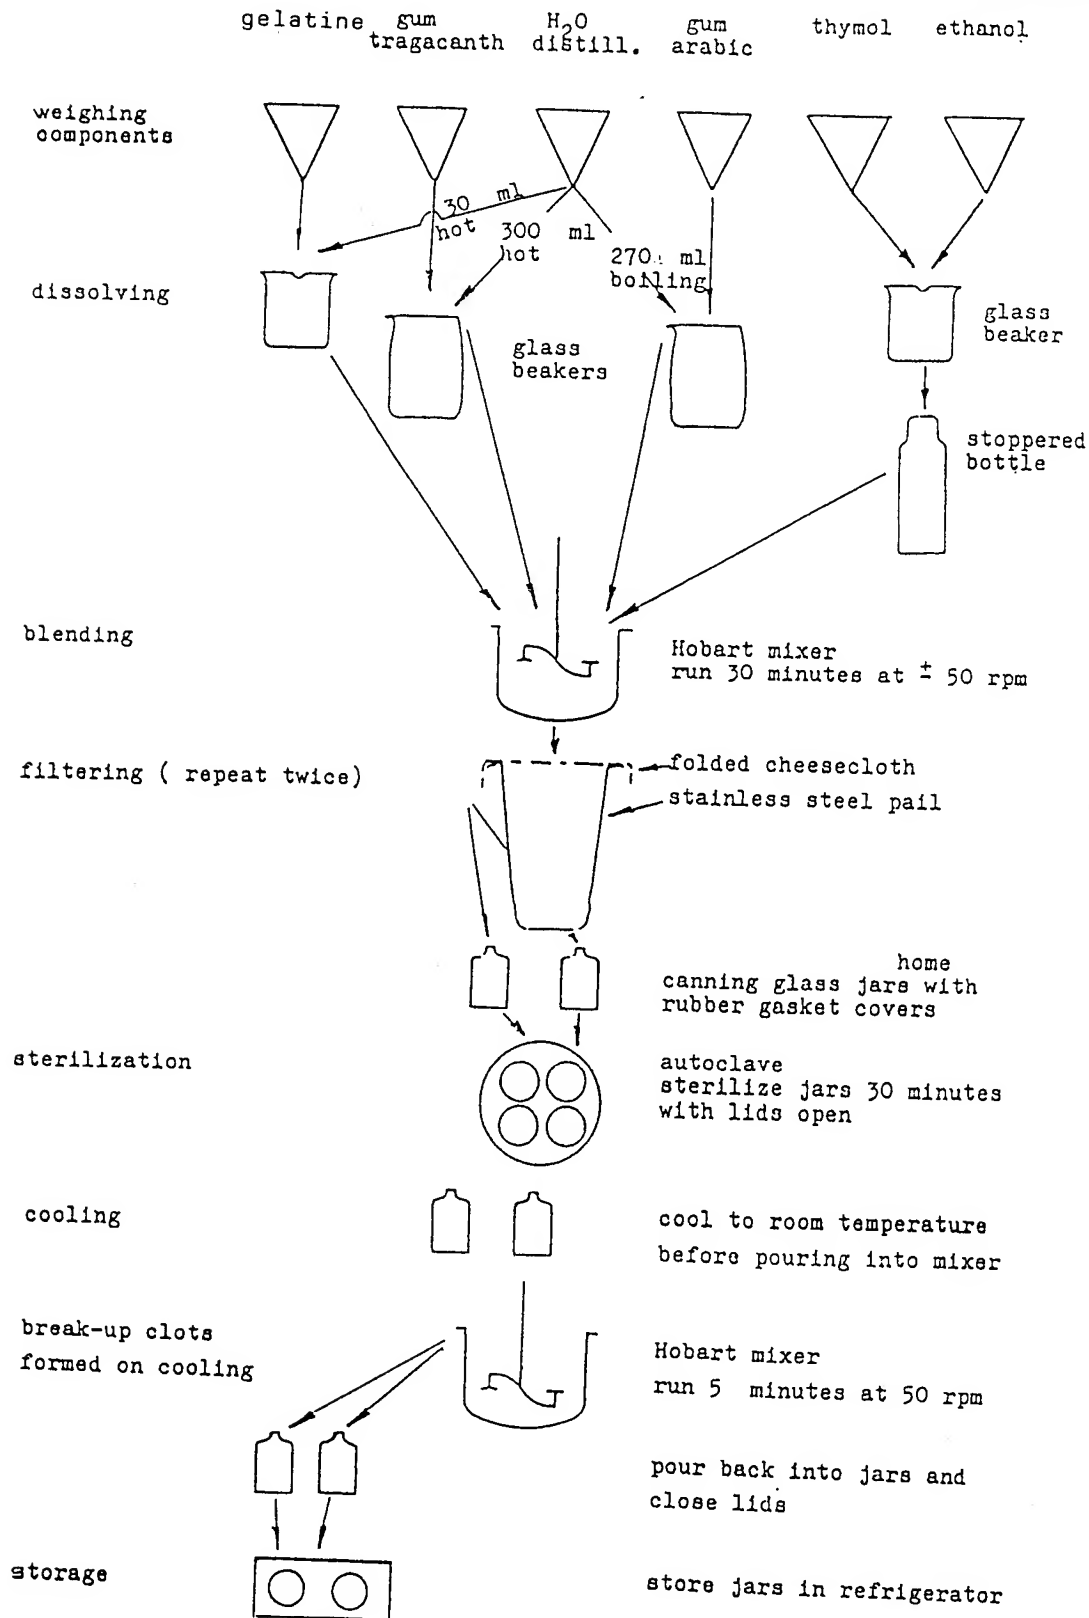 gelatine gum tragacanth H₂O distill. gum arabic thymol ethanol
weighing
components
30 ml
hot
300 ml
hot
270 ml
boiling
dissolving
glass
beakers
glass
beaker
stoppered
bottle
blending
Hobart mixer
run 30 minutes at ± 50 rpm
filtering ( repeat twice)
folded cheesecloth
stainless steel pail
home
canning glass jars with
rubber gasket covers
sterilization
autoclave
sterilize jars 30 minutes
with lids open
cooling
cool to room temperature
before pouring into mixer
break-up clots
formed on cooling
Hobart mixer
run 5 minutes at 50 rpm
pour back into jars and
close lids
storage
store jars in refrigerator